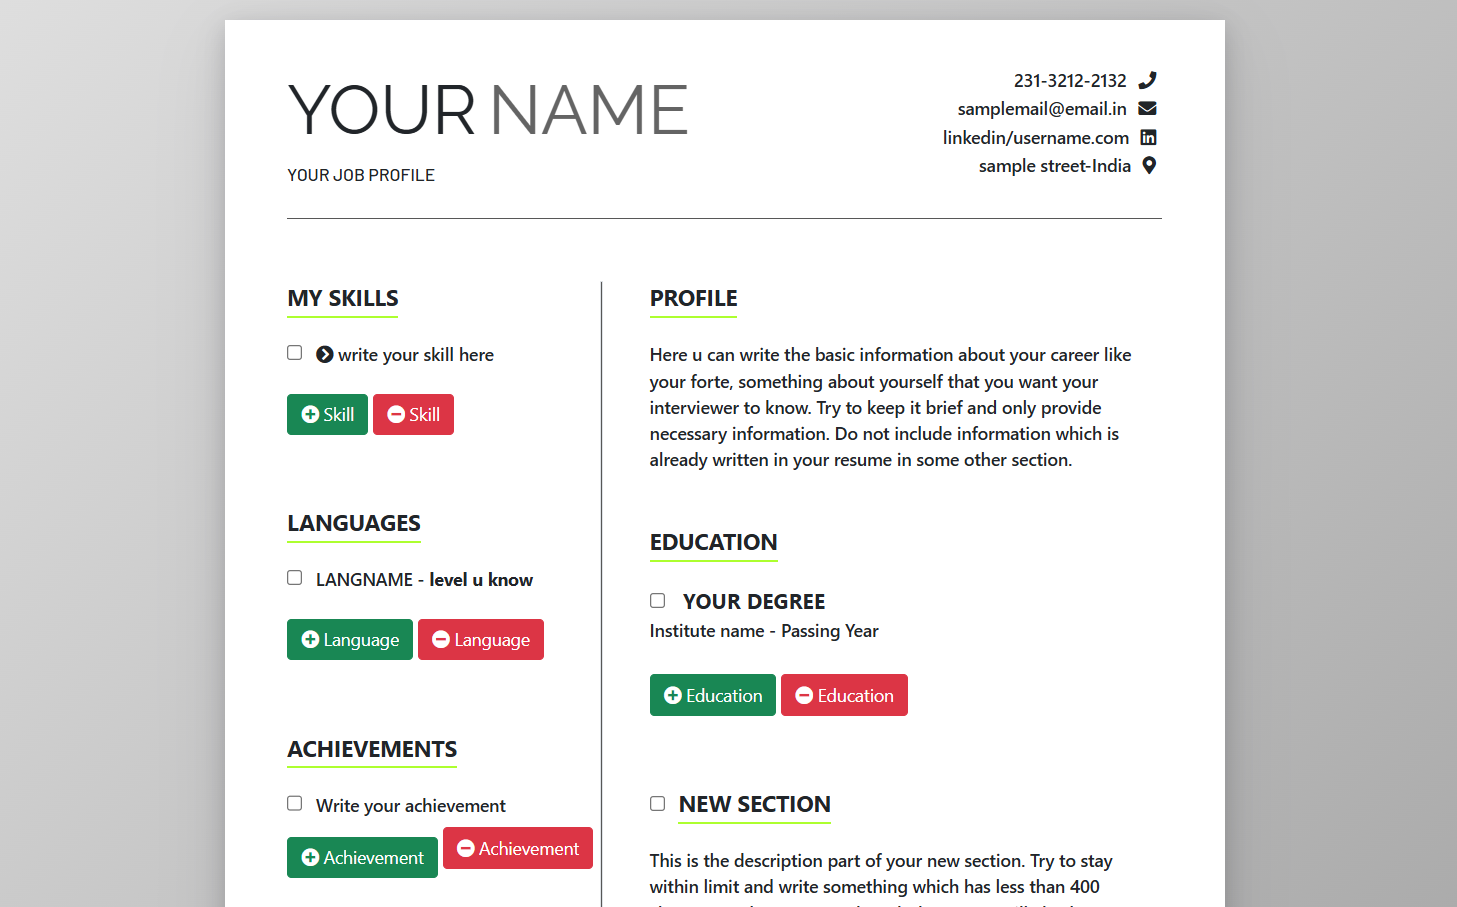 YOUR NAME
YOUR JOB PROFILE
231-3212-2132
samplemail@email.in
linkedin/username.com
sample street-India
MY SKILLS
write your skill here
Skill Skill
LANGUAGES
LANGNAME - level u know
Language Language
ACHIEVEMENTS
Write your achievement
Achievement Achievement
PROFILE
Here u can write the basic information about your career like
your forte, something about yourself that you want your
interviewer to know. Try to keep it brief and only provide
necessary information. Do not include information which is
already written in your resume in some other section.
EDUCATION
YOUR DEGREE
Institute name - Passing Year
Education Education
NEW SECTION
This is the description part of your new section. Try to stay
within limit and write something which has less than 400